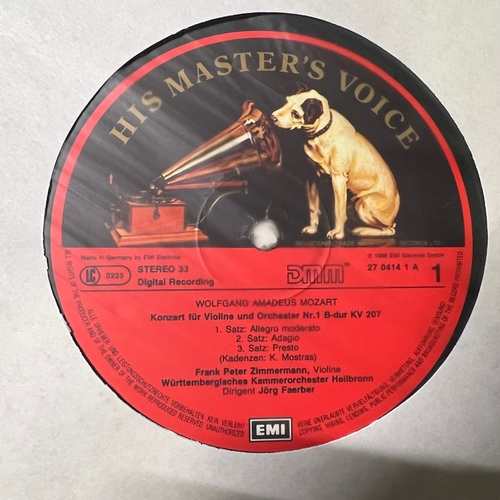 HIS MASTER'S VOICE
Made in Germany by EMI Electrola
LC 0233
STEREO 33
Digital Recording
DMM
EMI Electrola GmbH
27 0414 1 A
1
WOLFGANG AMADEUS MOZART
Konzert für Violine und Orchester Nr.1 B-dur KV 207
1. Satz: Allegro moderato
2. Satz: Adagio
3. Satz: Presto
(Kadenzen: K. Mostras)
Frank Peter Zimmermann, Violine
Württembergisches Kammerorchester Heilbronn
Dirigent Jörg Faerber
EMI